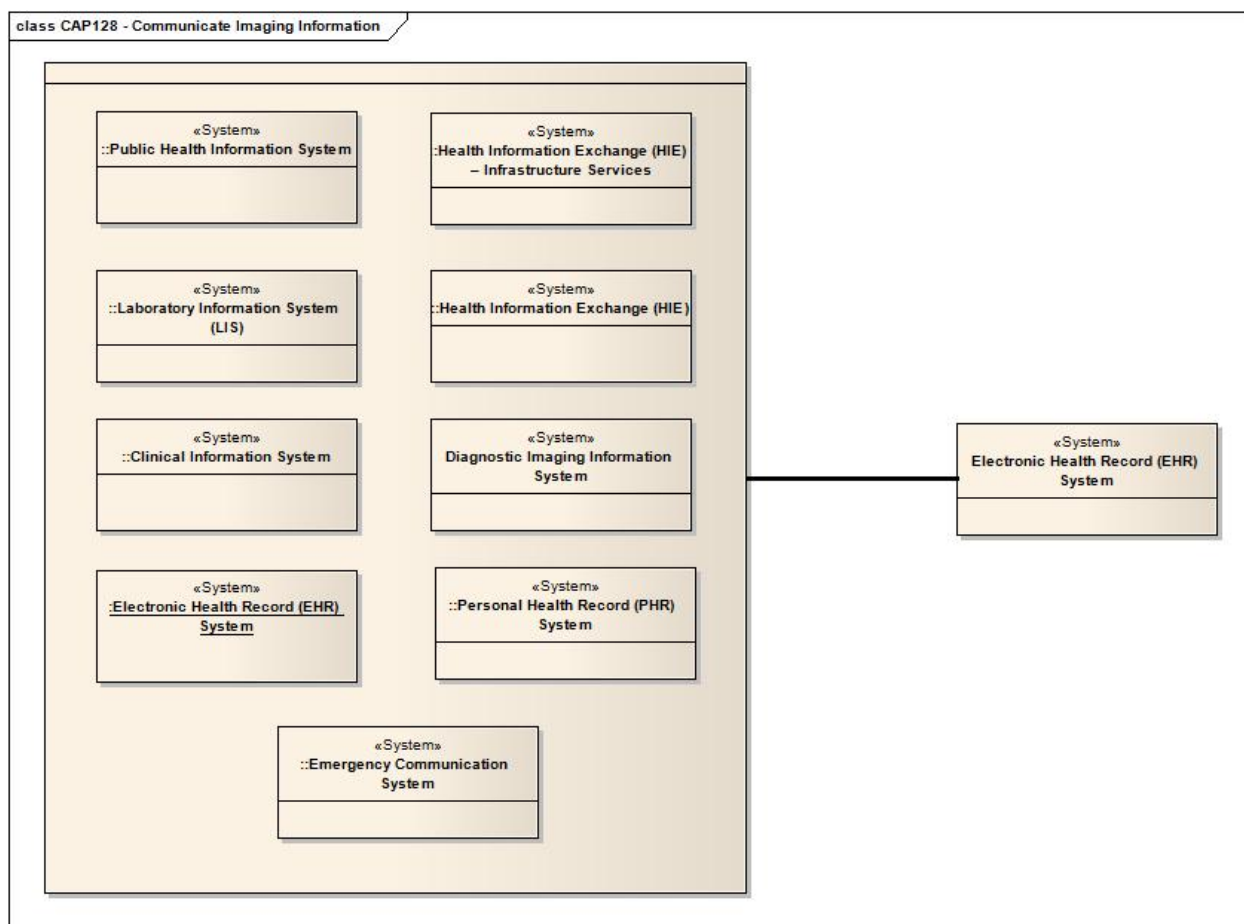 class CAP128 - Communicate Imaging Information
«System»
::Public Health Information System
«System»
::Health Information Exchange (HIE)
– Infrastructure Services
«System»
::Laboratory Information System
(LIS)
«System»
::Health Information Exchange (HIE)
«System»
::Clinical Information System
«System»
Diagnostic Imaging Information
System
«System»
Electronic Health Record (EHR)
System
«System»
:Electronic Health Record (EHR)
System
«System»
::Personal Health Record (PHR)
System
«System»
::Emergency Communication
System